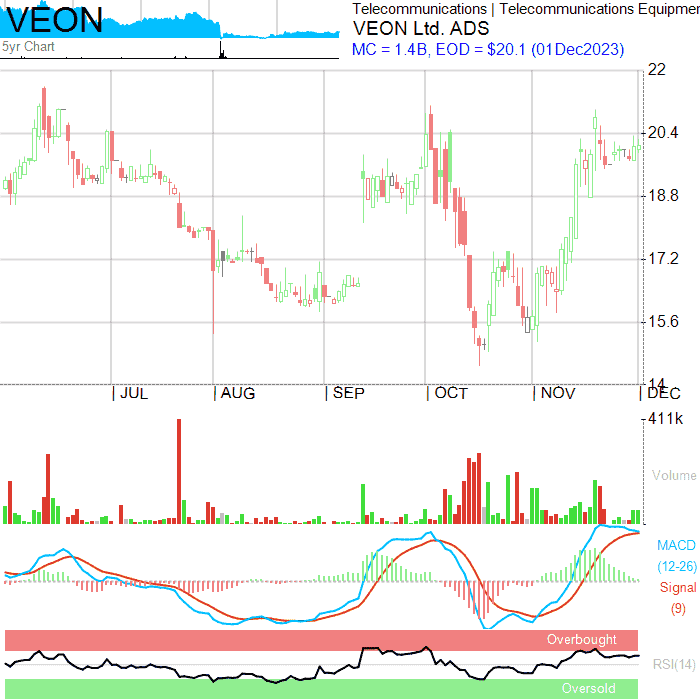 VEON
5yr Chart
Telecommunications | Telecommunications Equipmen
VEON Ltd. ADS
MC = 1.4B, EOD = $20.1 (01Dec2023)
22
20.4
18.8
17.2
15.6
14
JUL
AUG
SEP
OCT
NOV
DEC
411k
Volume
MACD
(12-26)
Signal
(9)
Overbought
RSI(14)
Oversold